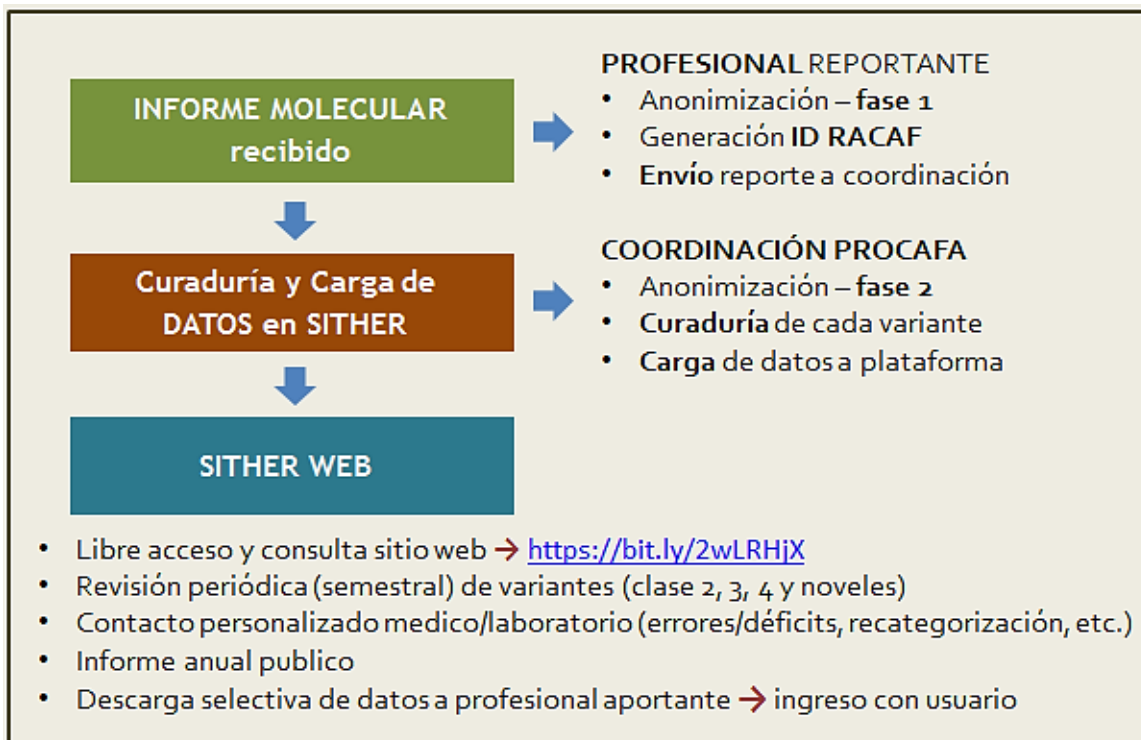 INFORME MOLECULAR
recibido
PROFESIONAL REPORTANTE
• Anonimización – fase 1
• Generación ID RACAF
• Envío reporte a coordinación
Curaduría y Carga de
DATOS en SITHER
COORDINACIÓN PROCAFA
• Anonimización – fase 2
• Curaduría de cada variante
• Carga de datos a plataforma
SITHER WEB
• Libre acceso y consulta sitio web → https://bit.ly/2wLRHjX
• Revisión periódica (semestral) de variantes (clase 2, 3, 4 y noveles)
• Contacto personalizado medico/laboratorio (errores/déficits, recategorización, etc.)
• Informe anual publico
• Descarga selectiva de datos a profesional aportante → ingreso con usuario